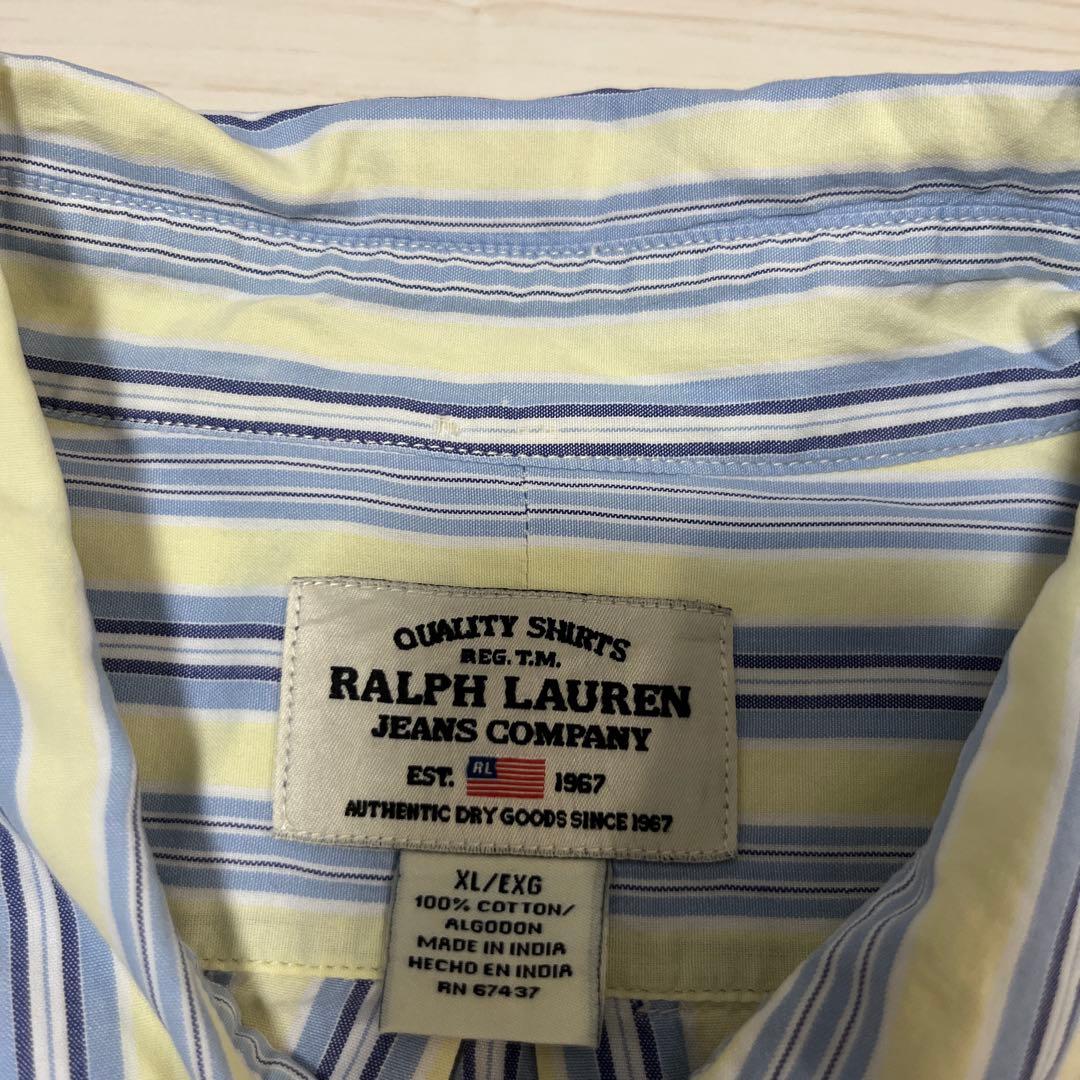 QUALITY SHIRTS
REG. T.M.
RALPH LAUREN
JEANS COMPANY
EST. RL 1967
AUTHENTIC DRY GOODS SINCE 1967
XL/EXG
100% COTTON/
ALGODON
MADE IN INDIA
HECHO EN INDIA
RN 67437